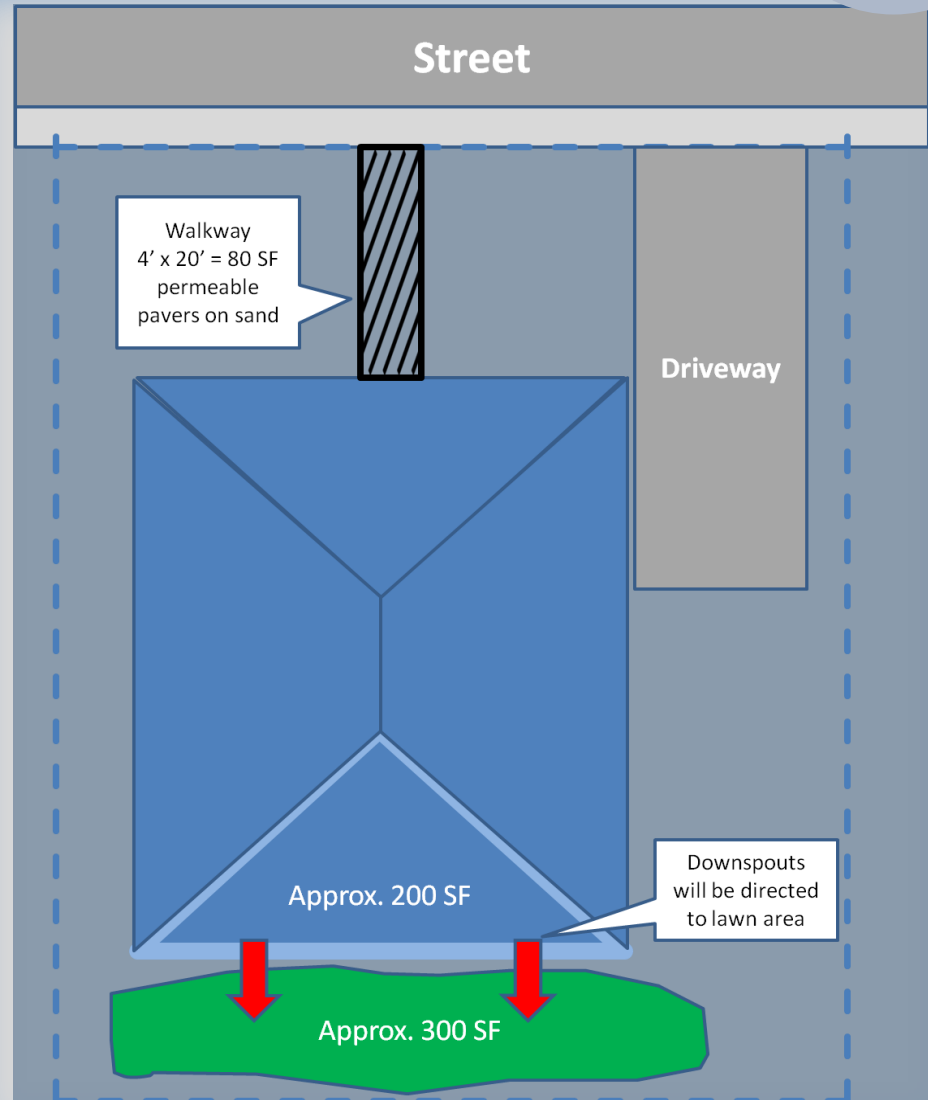 Street
Walkway
4’ x 20’ = 80 SF
permeable
pavers on sand
Driveway
Approx. 200 SF
Downspouts
will be directed
to lawn area
Approx. 300 SF